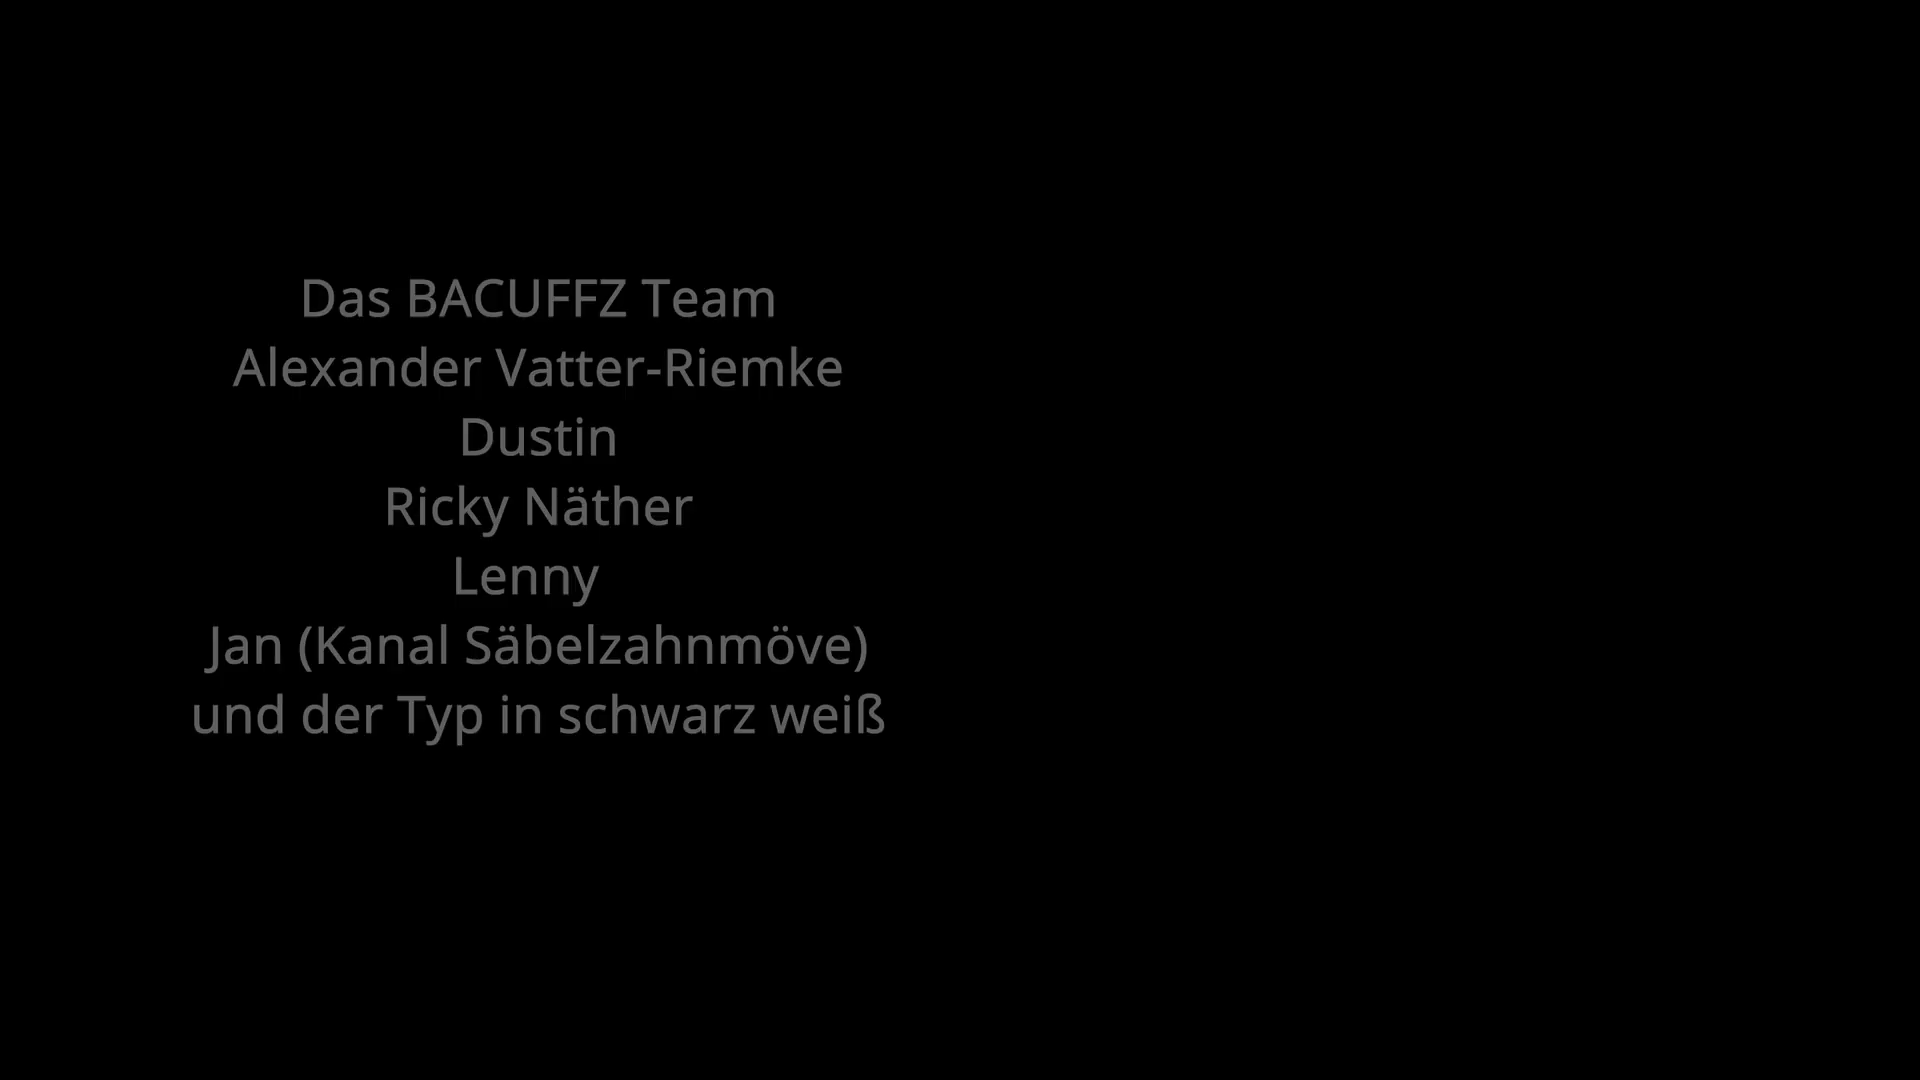 Das BACUFFZ Team
Alexander Vatter-Riemke
Dustin
Ricky Näther
Lenny
Jan (Kanal Säbelzahnmöve)
und der Typ in schwarz weiß